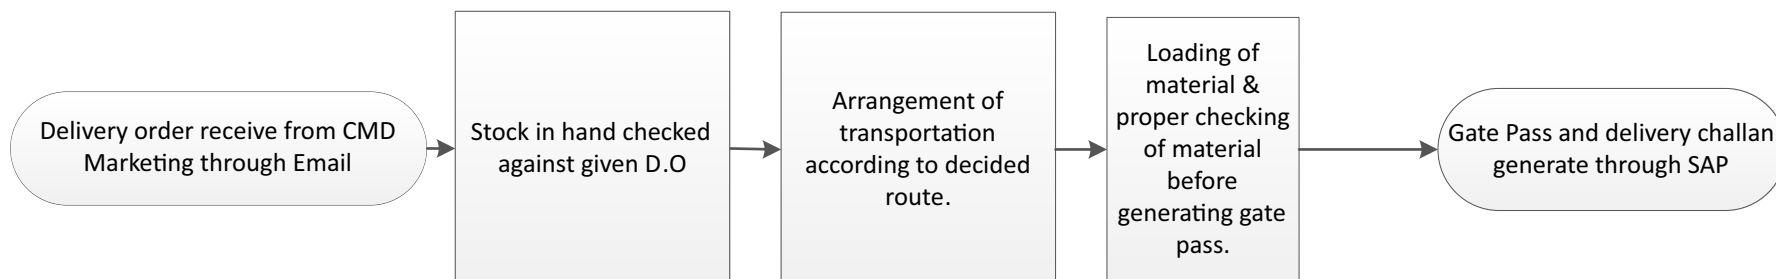 Delivery order receive from CMD
Marketing through Email
Stock in hand checked
against given D.O
Arrangement of
transportation
according to decided
route.
Loading of
material &
proper checking
of material
before
generating gate
pass.
Gate Pass and delivery challan
generate through SAP